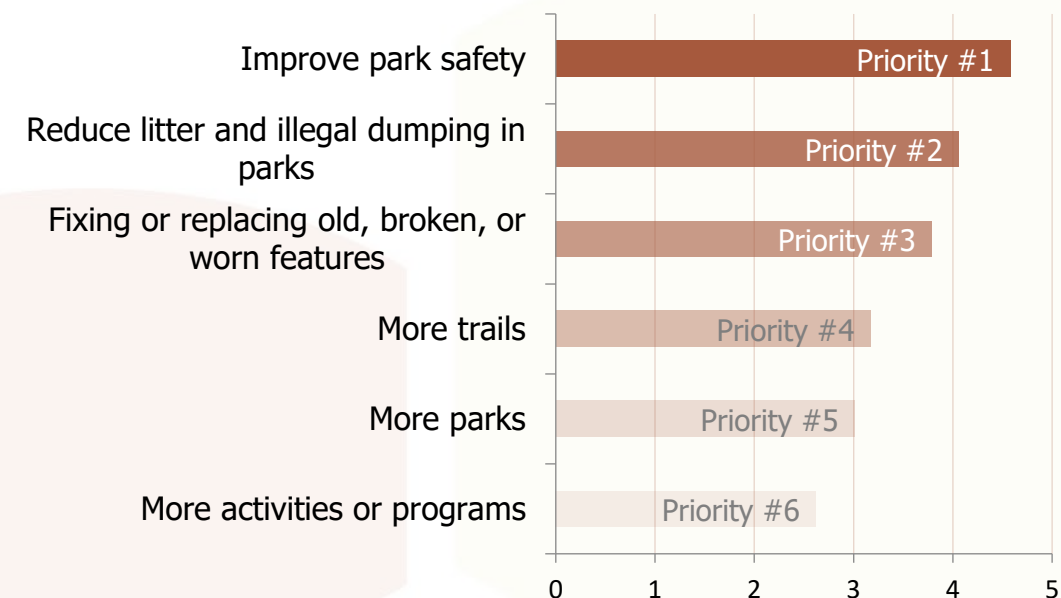 Improve park safety
Priority #1
Reduce litter and illegal dumping in
parks
Priority #2
Fixing or replacing old, broken, or
worn features
Priority #3
More trails
Priority #4
More parks
Priority #5
More activities or programs
Priority #6
0 1 2 3 4 5